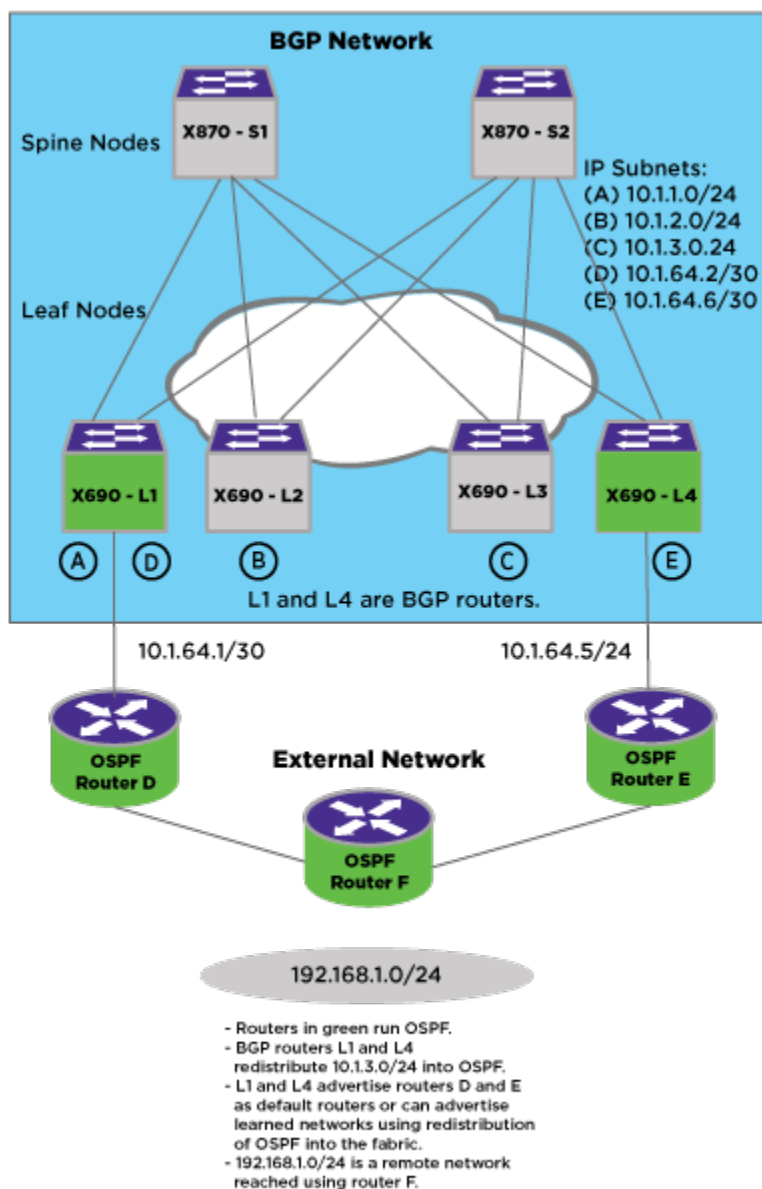 BGP Network
X870 - S1
X870 - S2
Spine Nodes
IP Subnets:
(A) 10.1.1.0/24
(B) 10.1.2.0/24
(C) 10.1.3.0.24
(D) 10.1.64.2/30
(E) 10.1.64.6/30
Leaf Nodes
X690 - L1
X690 - L2
X690 - L3
X690 - L4
A
D
B
C
E
L1 and L4 are BGP routers.
10.1.64.1/30
10.1.64.5/24
OSPF
Router D
External Network
OSPF
Router E
OSPF
Router F
192.168.1.0/24
- Routers in green run OSPF.
- BGP routers L1 and L4
redistribute 10.1.3.0/24 into OSPF.
- L1 and L4 advertise routers D and E
as default routers or can advertise
learned networks using redistribution
of OSPF into the fabric.
- 192.168.1.0/24 is a remote network
reached using router F.